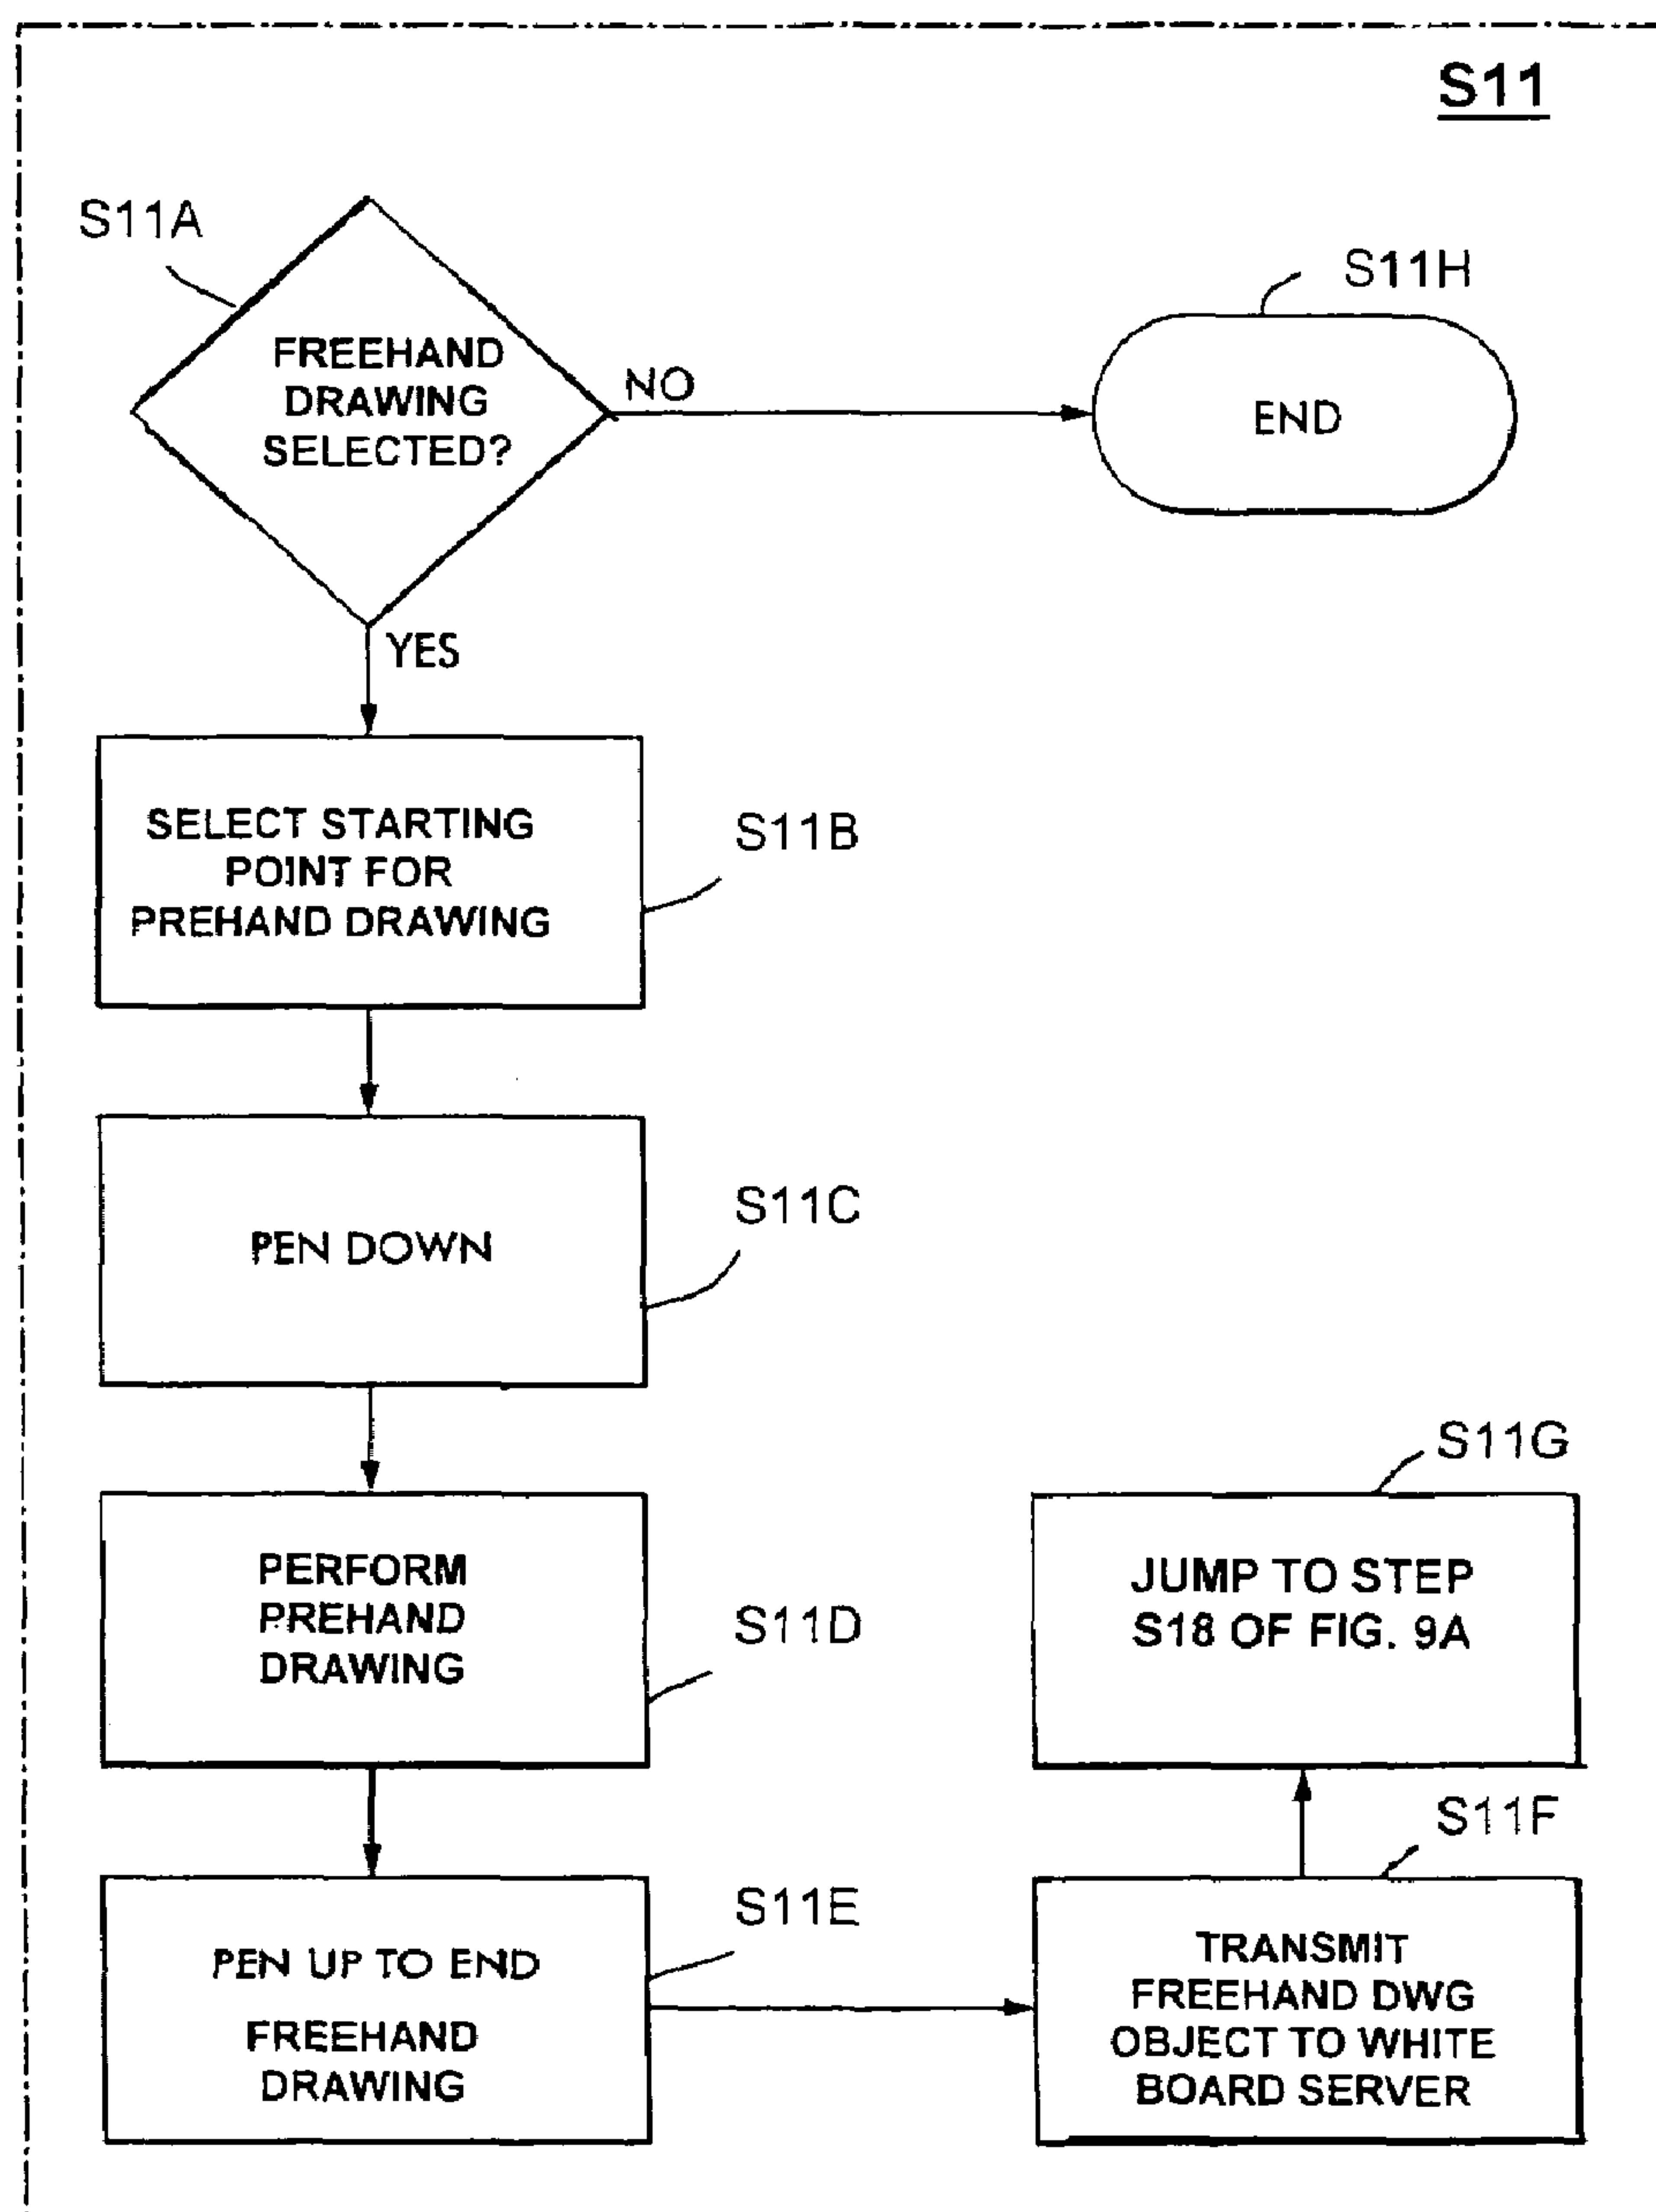 S11
S11A
FREEHAND
DRAWING
SELECTED?
NO
S11H
END
YES
SELECT STARTING
POINT FOR
PREHAND DRAWING
S11B
PEN DOWN
S11C
PERFORM
PREHAND
DRAWING
S11D
PEN UP TO END
FREEHAND
DRAWING
S11E
TRANSMIT
FREEHAND DWG
OBJECT TO WHITE
BOARD SERVER
S11F
JUMP TO STEP
S18 OF FIG. 9A
S11G